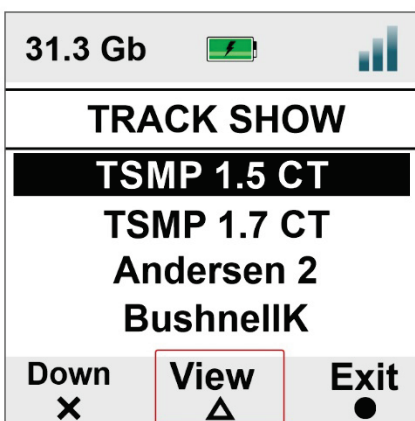 31.3 Gb
TRACK SHOW
TSMP 1.5 CT
TSMP 1.7 CT
Andersen 2
BushnellK
Down View Exit